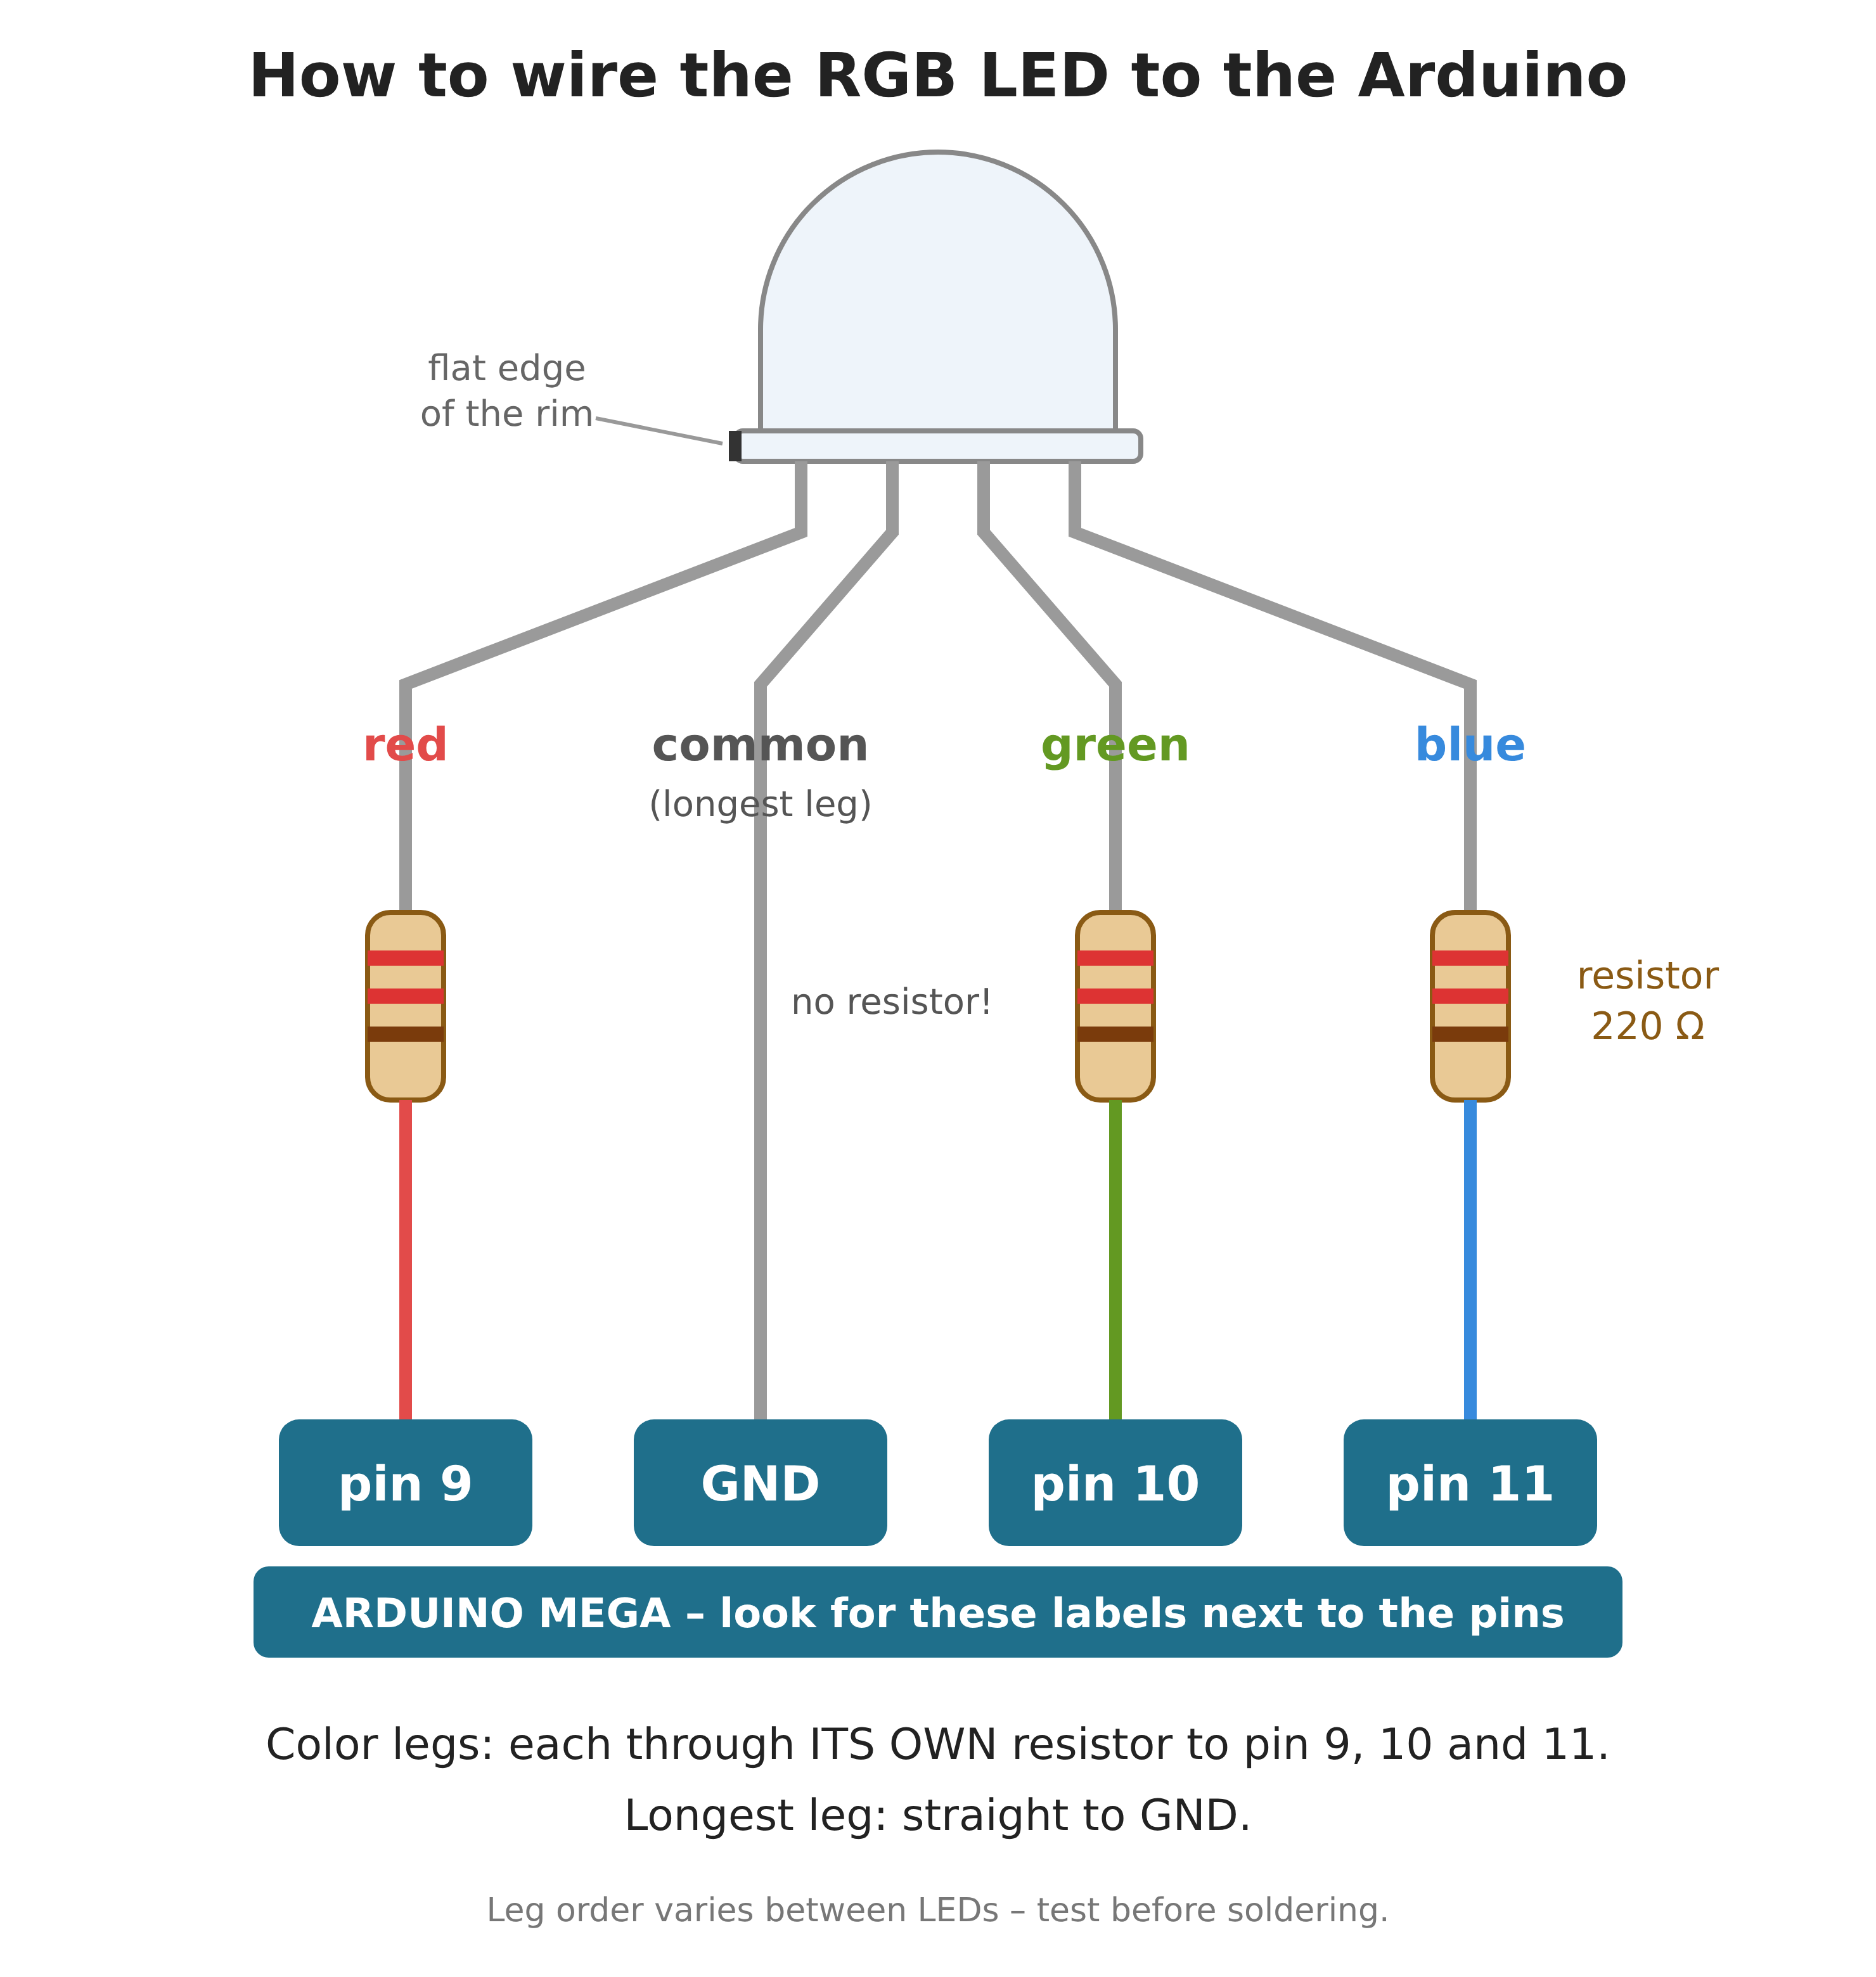 How to wire the RGB LED to the Arduino
flat edge
of the rim
red
common
green
blue
(longest leg)
no resistor!
resistor
220 Ω
pin 9
GND
pin 10
pin 11
ARDUINO MEGA – look for these labels next to the pins
Color legs: each through ITS OWN resistor to pin 9, 10 and 11.
Longest leg: straight to GND.
Leg order varies between LEDs – test before soldering.